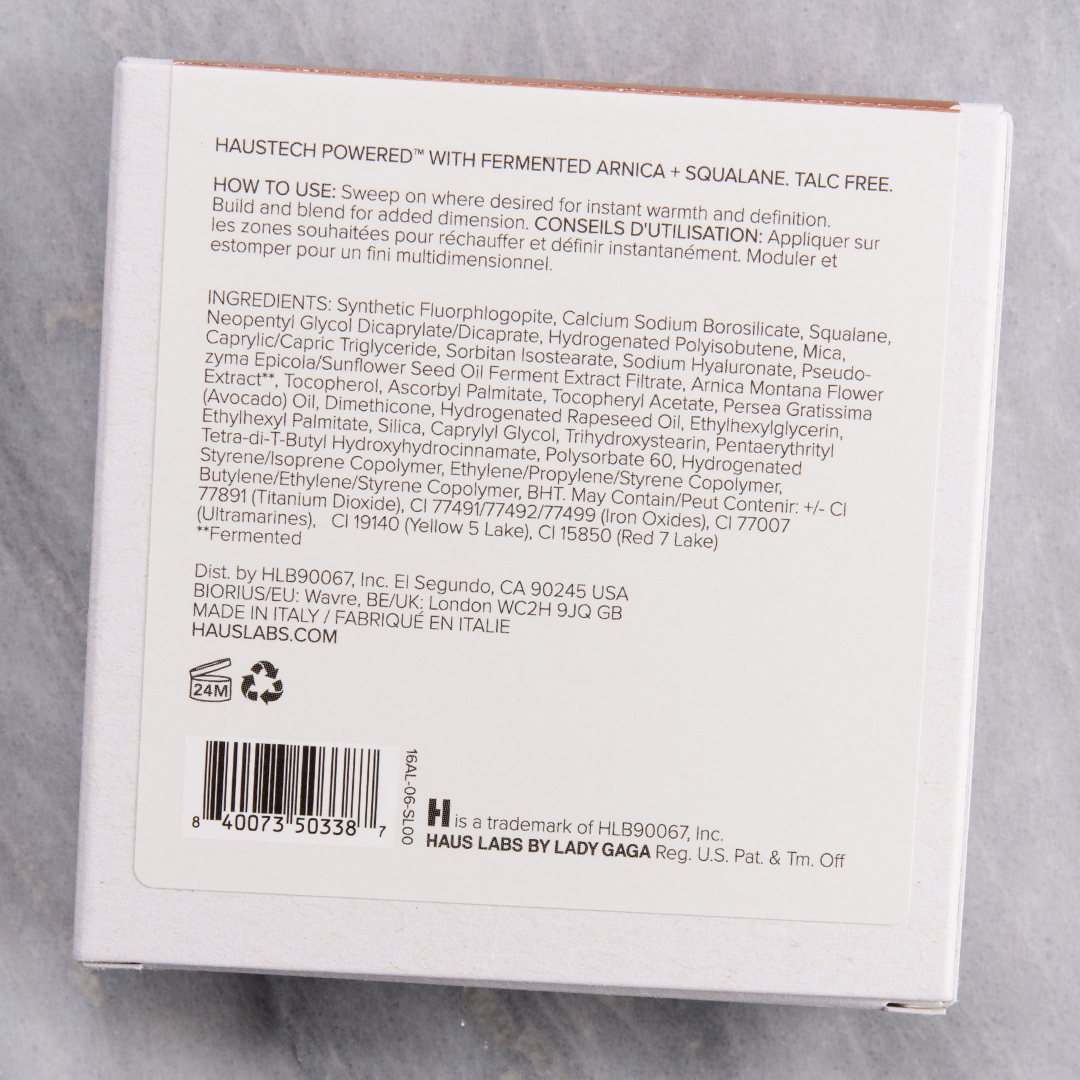 HAUSTECH POWERED™ WITH FERMENTED ARNICA + SQUALANE. TALC FREE.
HOW TO USE: Sweep on where desired for instant warmth and definition.
Build and blend for added dimension. CONSEILS D'UTILISATION: Appliquer sur
les zones souhaitées pour réchauffer et définir instantanément. Moduler et
estomper pour un fini multidimensionnel.
INGREDIENTS: Synthetic Fluorphlogopite, Calcium Sodium Borosilicate, Squalane,
Neopentyl Glycol Dicaprylate/Dicaprate, Hydrogenated Polyisobutene, Mica,
Caprylic/Capric Triglyceride, Sorbitan Isostearate, Sodium Hyaluronate, Pseudo-
zyma Epicola/Sunflower Seed Oil Ferment Extract Filtrate, Arnica Montana Flower
Extract**, Tocopherol, Ascorbyl Palmitate, Tocopheryl Acetate, Persea Gratissima
(Avocado) Oil, Dimethicone, Hydrogenated Rapeseed Oil, Ethylhexylglycerin,
Ethylhexyl Palmitate, Silica, Caprylyl Glycol, Trihydroxystearin, Pentaerythrityl
Tetra-di-T-Butyl Hydroxyhydrocinnamate, Polysorbate 60, Hydrogenated
Styrene/Isoprene Copolymer, Ethylene/Propylene/Styrene Copolymer,
Butylene/Ethylene/Styrene Copolymer, BHT. May Contain/Peut Contenir: +/- CI
77891 (Titanium Dioxide), CI 77491/77492/77499 (Iron Oxides), CI 77007
(Ultramarines), CI 19140 (Yellow 5 Lake), CI 15850 (Red 7 Lake)
**Fermented
Dist. by HLB90067, Inc. El Segundo, CA 90245 USA
BIORIUS/EU: Wavre, BE/UK: London WC2H 9JQ GB
MADE IN ITALY / FABRIQUÉ EN ITALIE
HAUSLABS.COM
24M
8 40073 50338 7
16AL-06-SL00
H is a trademark of HLB90067, Inc.
HAUS LABS BY LADY GAGA Reg. U.S. Pat. & Tm. Off